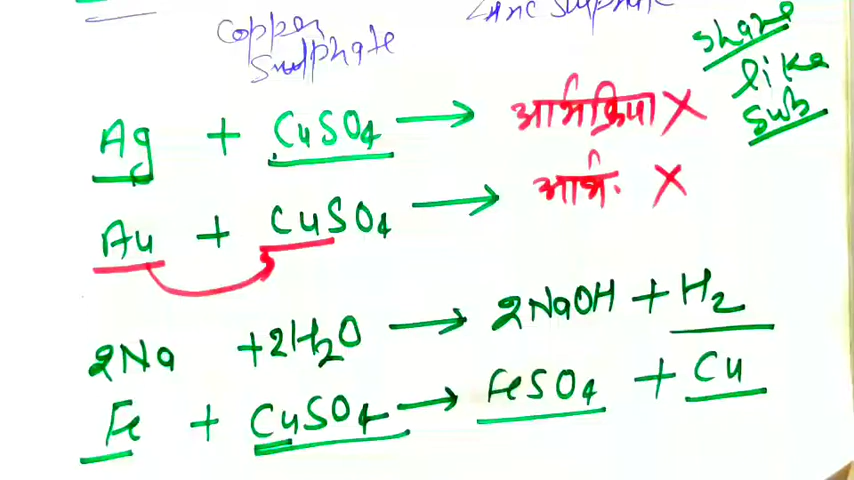 Copper Zinc Sulphate
Sulphate
share
like
Sub
Ag + CuSO₄ → अभिक्रिया X
Au + CuSO₄ → अभि. X
2Na + 2H₂O → 2NaOH + H₂
Fe + CuSO₄ → FeSO₄ + Cu